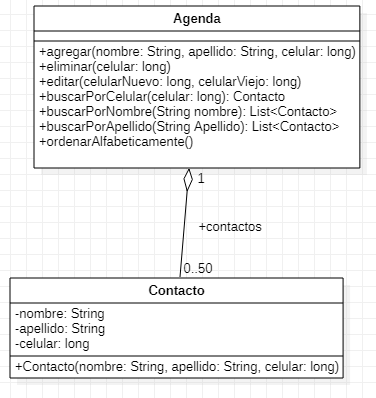 Agenda
+agregar(nombre: String, apellido: String, celular: long)
+eliminar(celular: long)
+editar(celularNuevo: long, celularViejo: long)
+buscarPorCelular(celular: long): Contacto
+buscarPorNombre(String nombre): List<Contacto>
+buscarPorApellido(String Apellido): List<Contacto>
+ordenarAlfabeticamente()
1
+contactos
0..50
Contacto
-nombre: String
-apellido: String
-celular: long
+Contacto(nombre: String, apellido: String, celular: long)